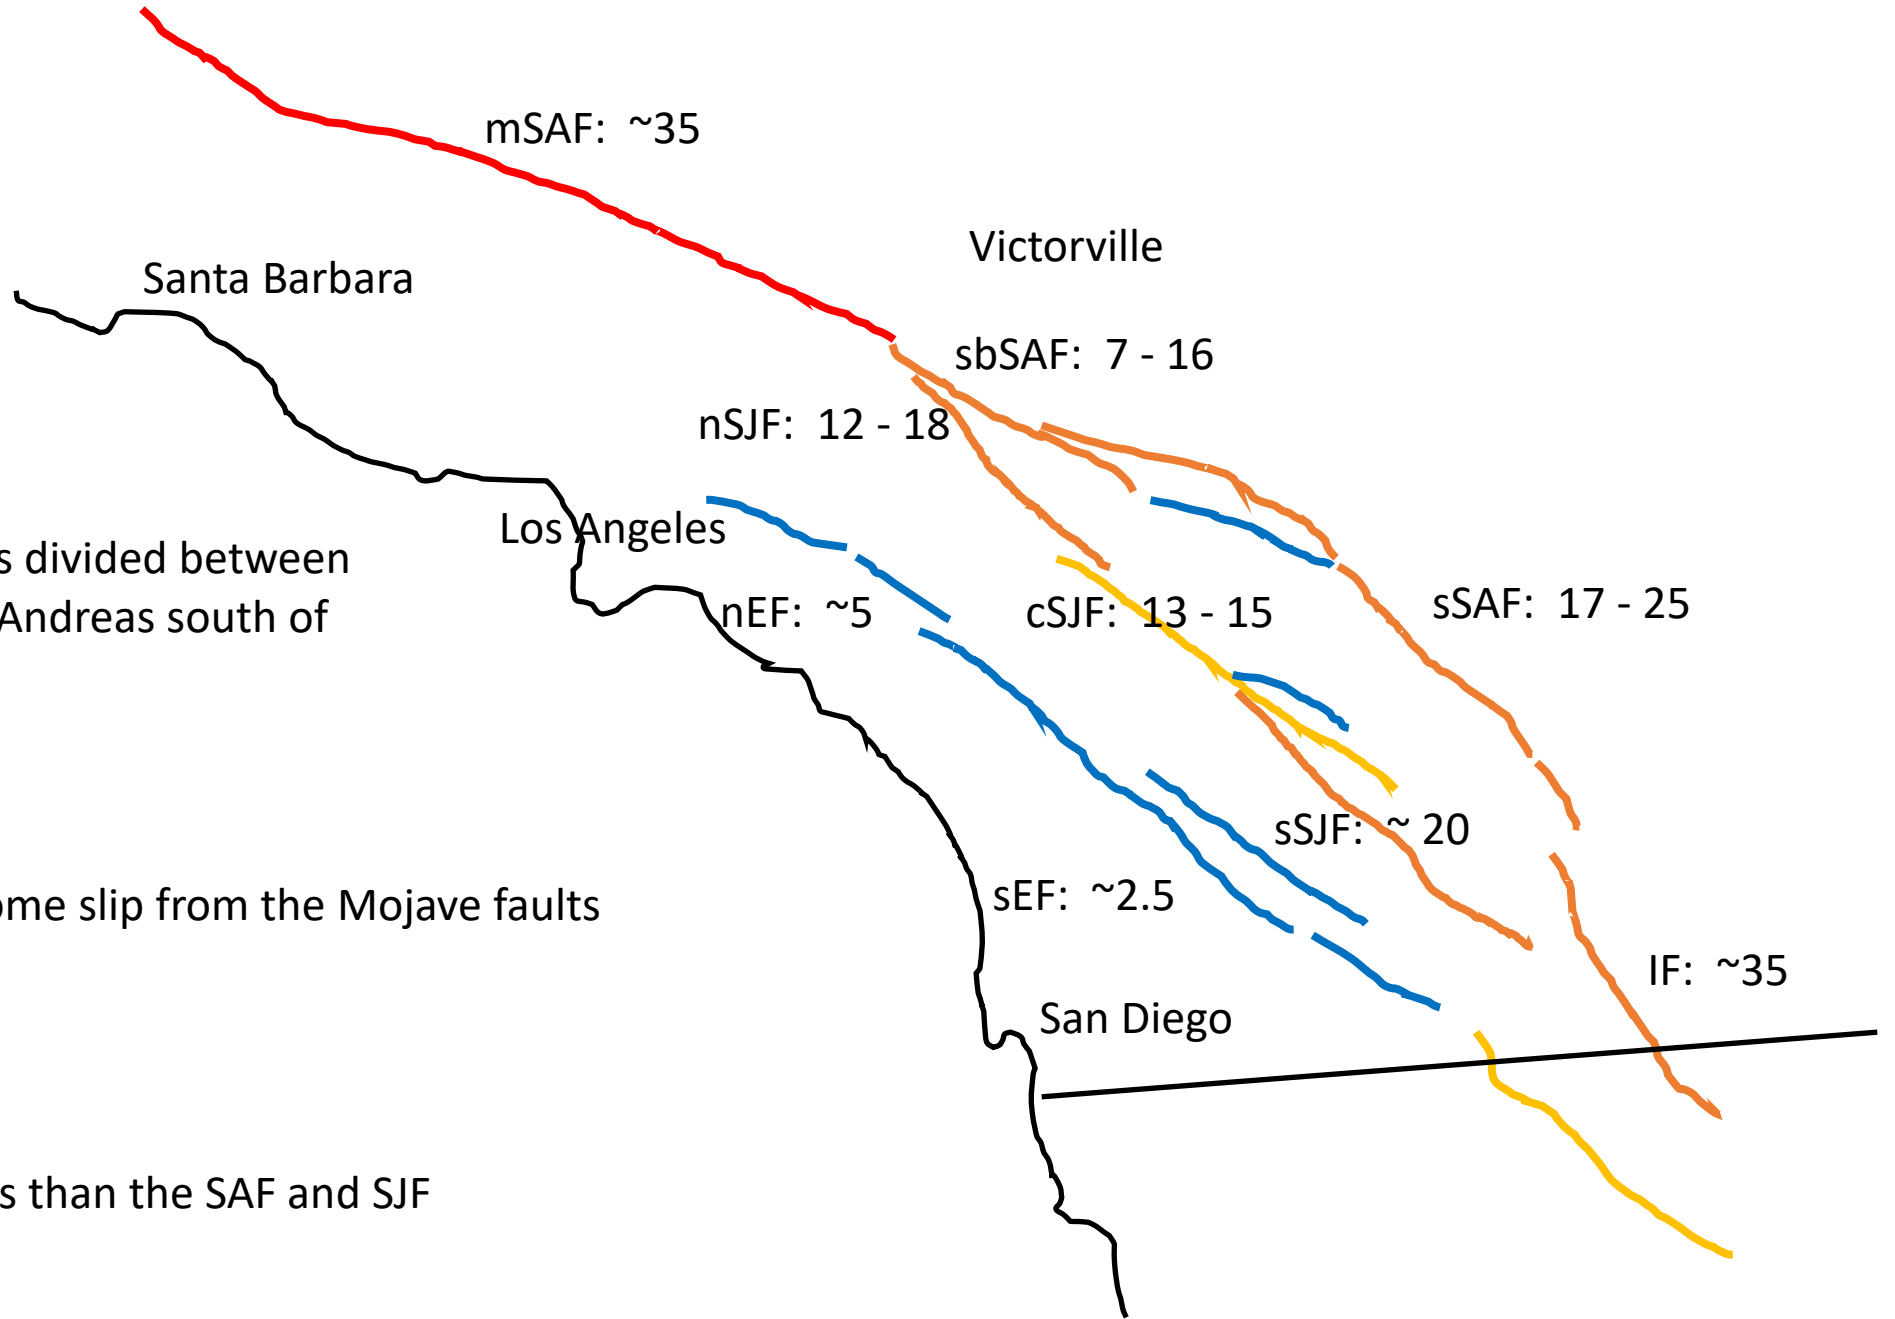 mSAF: ~35
Victorville
Santa Barbara
sbSAF: 7 - 16
nSJF: 12 - 18
Los Angeles
s divided between
Andreas south of
nEF: ~5
cSJF: 13 - 15
sSAF: 17 - 25
sSJF: ~ 20
sEF: ~2.5
ome slip from the Mojave faults
IF: ~35
San Diego
s than the SAF and SJF